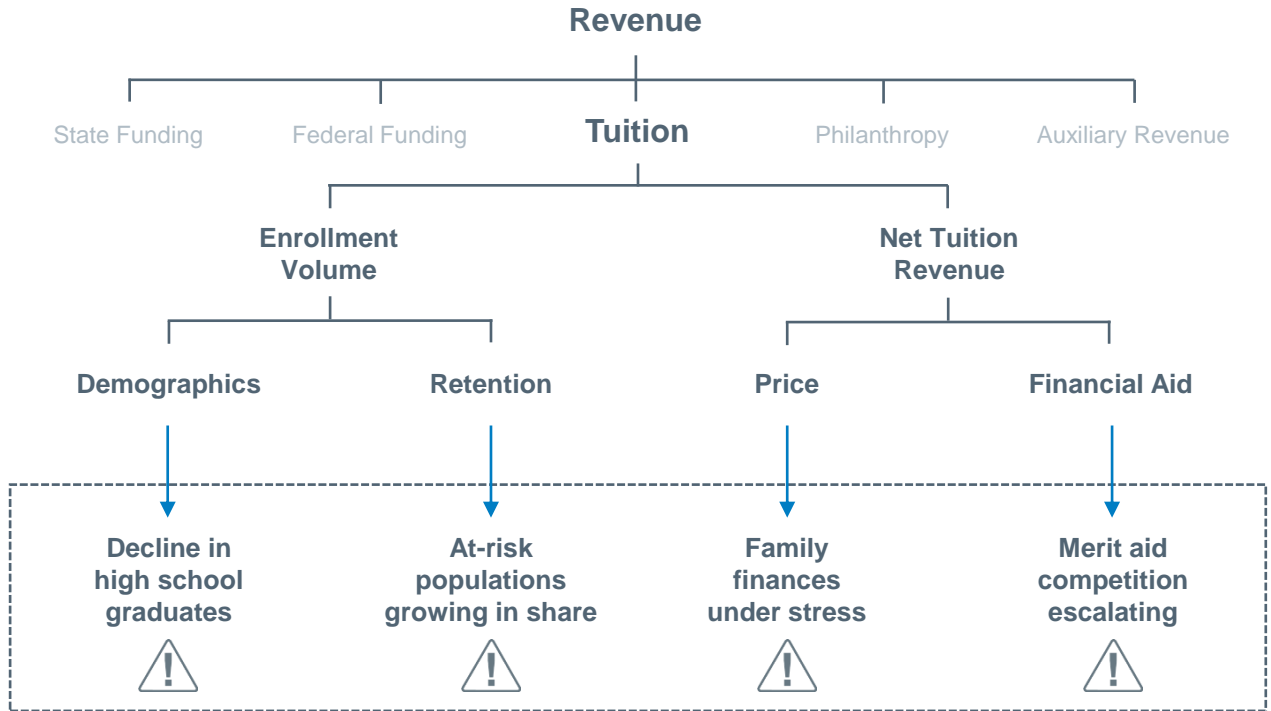 Revenue
State Funding
Federal Funding
Tuition
Philanthropy
Auxiliary Revenue
Enrollment
Volume
Net Tuition
Revenue
Demographics
Retention
Price
Financial Aid
Decline in
high school
graduates
At-risk
populations
growing in share
Family
finances
under stress
Merit aid
competition
escalating